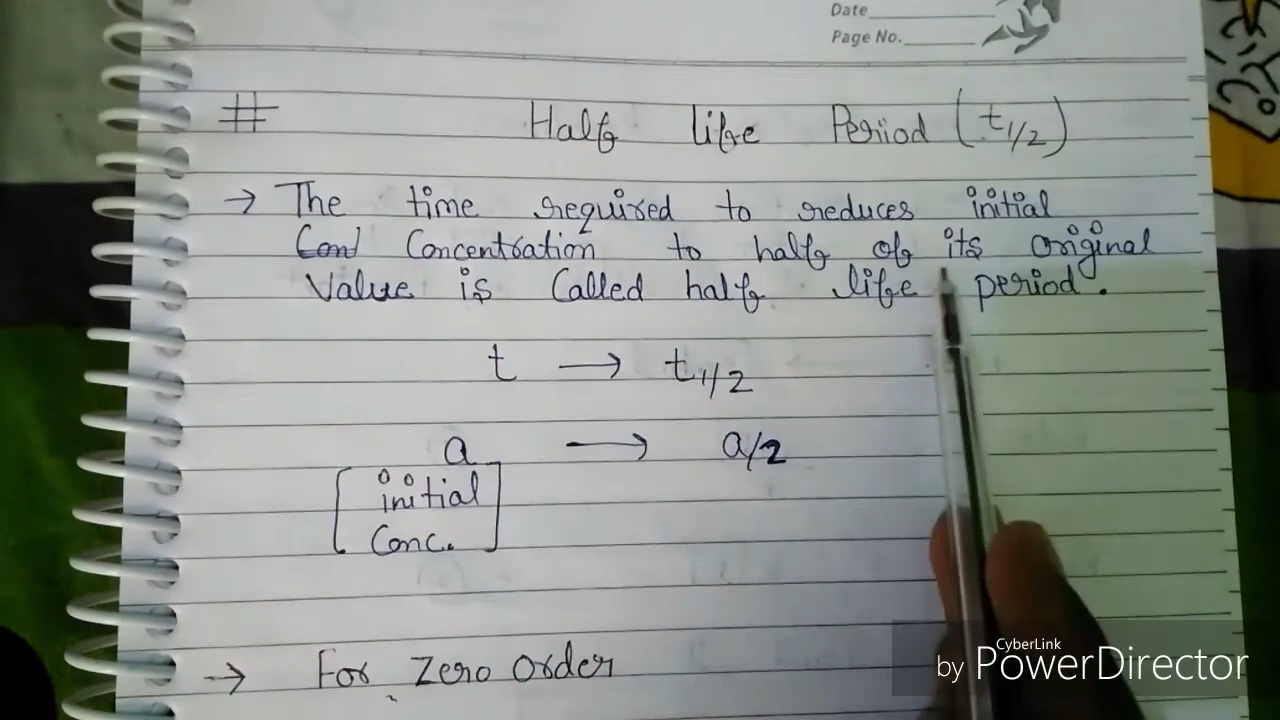 Date
Page No.
# Half life Period (t1/2)
→ The time required to reduces initial
Con Concentration to half of its original
Value is Called half life period.
t → t1/2
a → a/2
[initial
Conc.]
→ For Zero Order
CyberLink
by PowerDirector